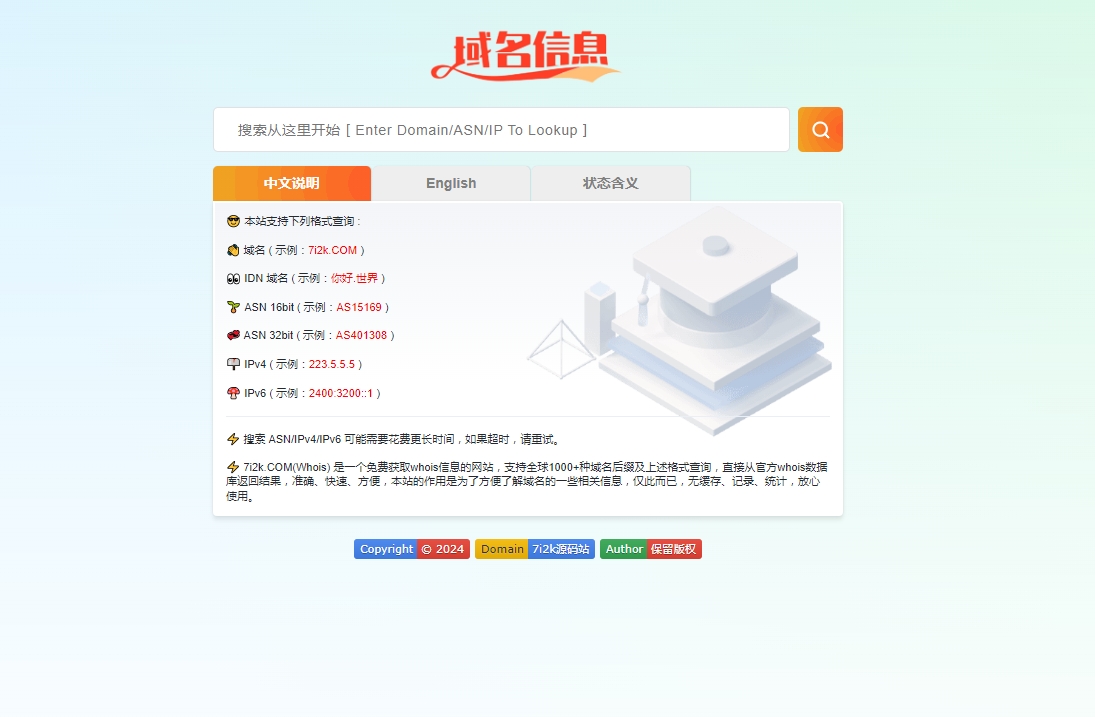 域名信息
搜索从这里开始 [ Enter Domain/ASN/IP To Lookup ]
中文说明 English 状态含义
本站支持下列格式查询 :
域名 ( 示例 : 7i2k.COM )
IDN 域名 ( 示例 : 你好.世界 )
ASN 16bit ( 示例 : AS15169 )
ASN 32bit ( 示例 : AS401308 )
IPv4 ( 示例 : 223.5.5.5 )
IPv6 ( 示例 : 2400:3200::1 )
搜索 ASN/IPv4/IPv6 可能需要花费更长时间，如果超时，请重试。
7i2k.COM(Whois) 是一个免费获取whois信息的网站，支持全球1000+种域名后缀及上述格式查询，直接从官方whois数据
库返回结果，准确、快速、方便，本站的作用是为了方便了解域名的一些相关信息，仅此而已，无缓存、记录、统计，放心
使用。
Copyright © 2024 Domain 7i2k源码站 Author 保留版权